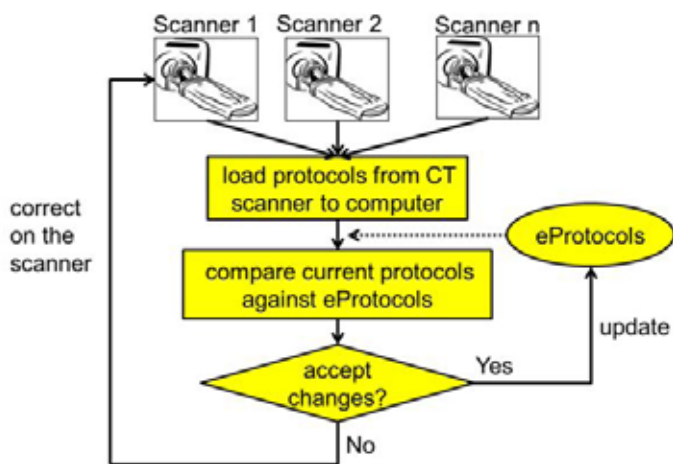 Scanner 1
Scanner 2
Scanner n
load protocols from CT
scanner to computer
correct
on the
scanner
eProtocols
compare current protocols
against eProtocols
update
accept
changes?
Yes
No